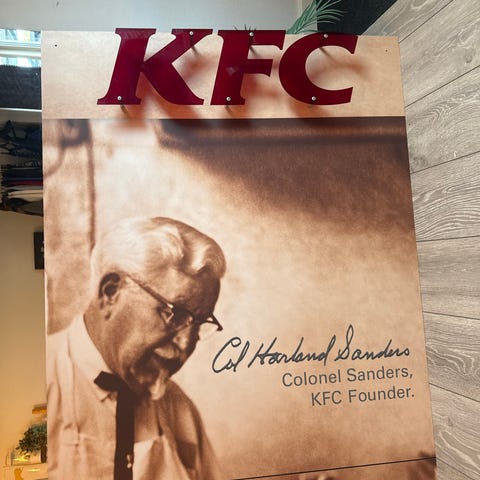 KFC
Col Harland Sanders
Colonel Sanders,
KFC Founder.